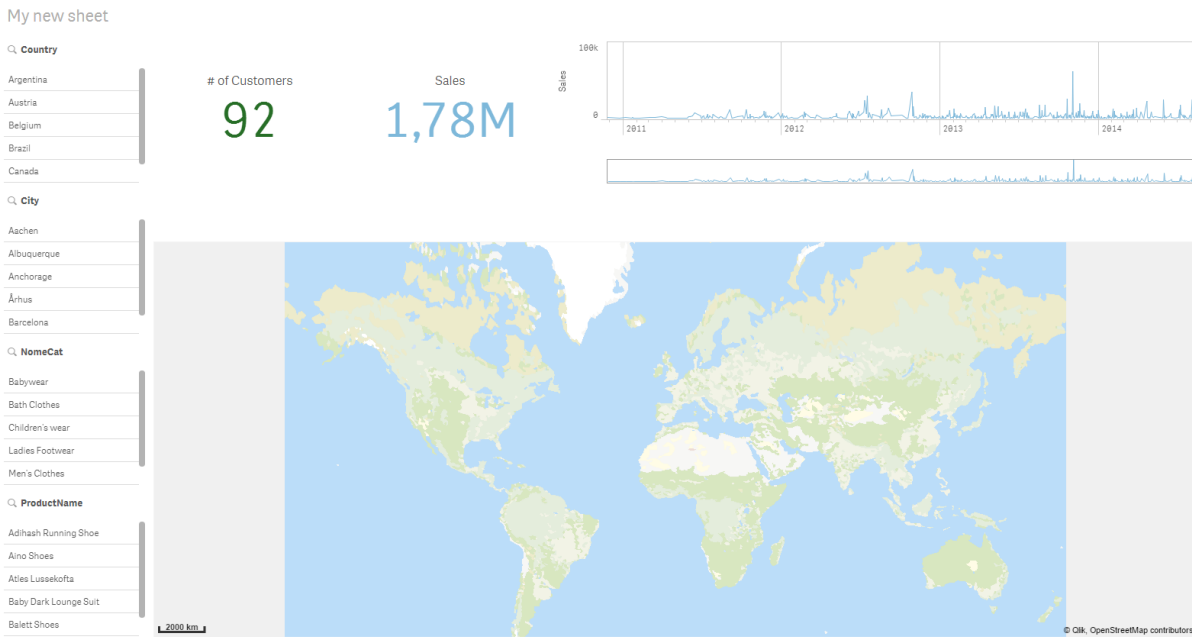 My new sheet
Country
Argentina
Austria
Belgium
Brazil
Canada
City
Aachen
Albuquerque
Anchorage
Århus
Barcelona
NomeCat
Babywear
Bath Clothes
Children's wear
Ladies Footwear
Men's Clothes
ProductName
Adihash Running Shoe
Aino Shoes
Atles Lussekofta
Baby Dark Lounge Suit
Balett Shoes
# of Customers
92
Sales
1,78M
Sales
100k
0
2011 2012 2013 2014
2000 km
© Qlik, OpenStreetMap contributors